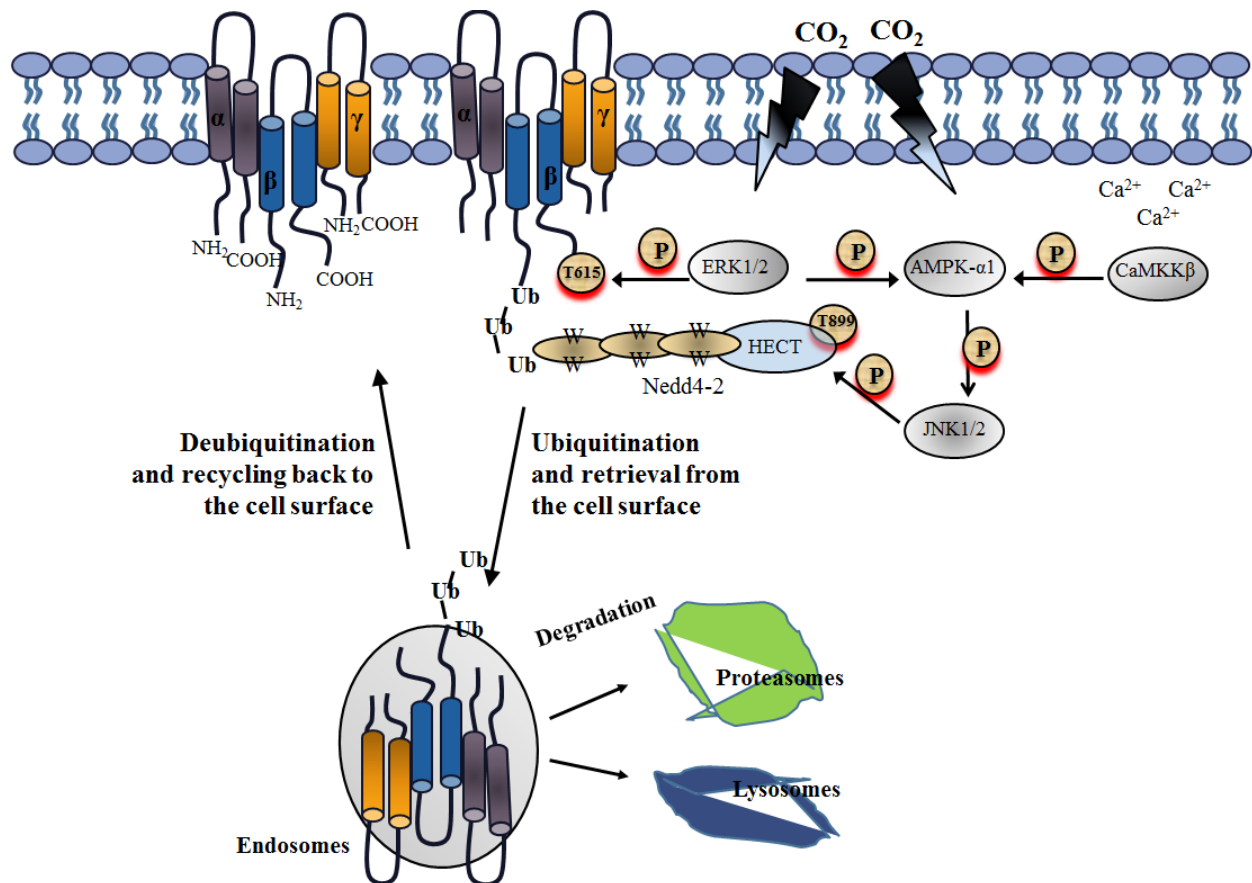 CO₂ CO₂
α
β
γ
α
β
γ
NH₂
COOH
NH₂
COOH
NH₂COOH
Ca²⁺ Ca²⁺
Ca²⁺
T615
P
ERK1/2
P
AMPK-α1
P
CaMKKβ
Ub
Ub
Ub
W W W
W W W
HECT
T899
Nedd4-2
P
P
JNK1/2
Deubiquitination
and recycling back to
the cell surface
Ubiquitination
and retrieval from
the cell surface
Ub
Ub
Ub
Degradation
Proteasomes
Lysosomes
Endosomes